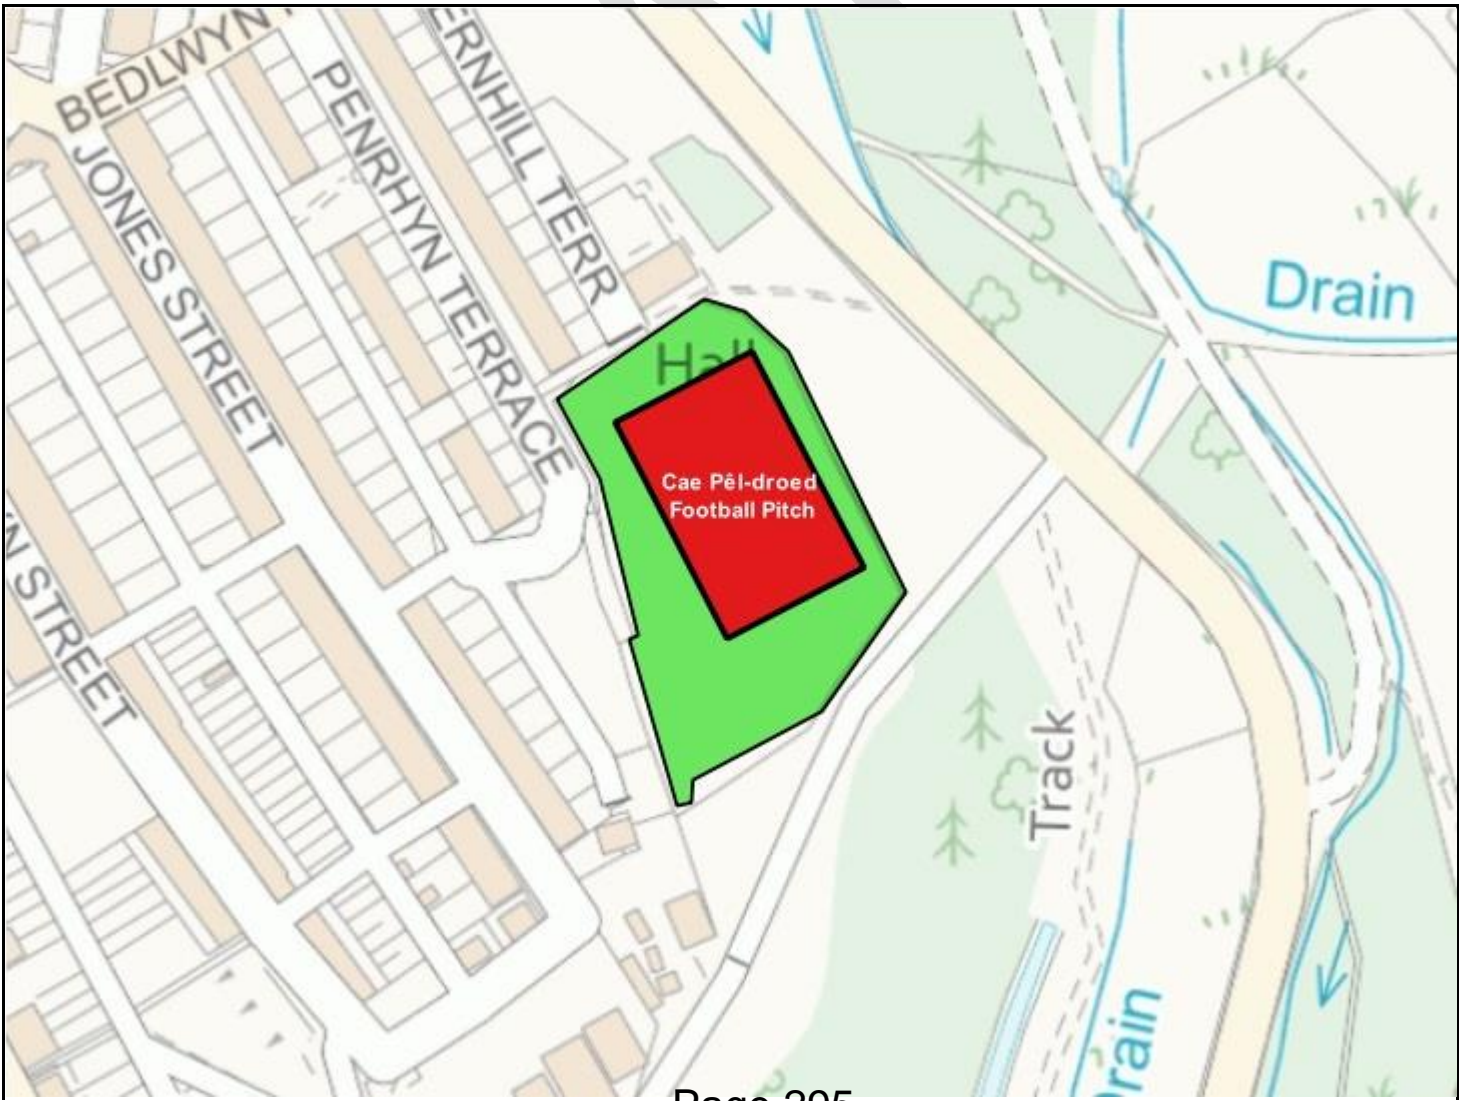 BEDLWYN
ERNHILL TERR
PENRHYN TERRACE
JONES STREET
Drain
Hall
Cae Pêl-droed
Football Pitch
N STREET
Track
Drain
Page 295